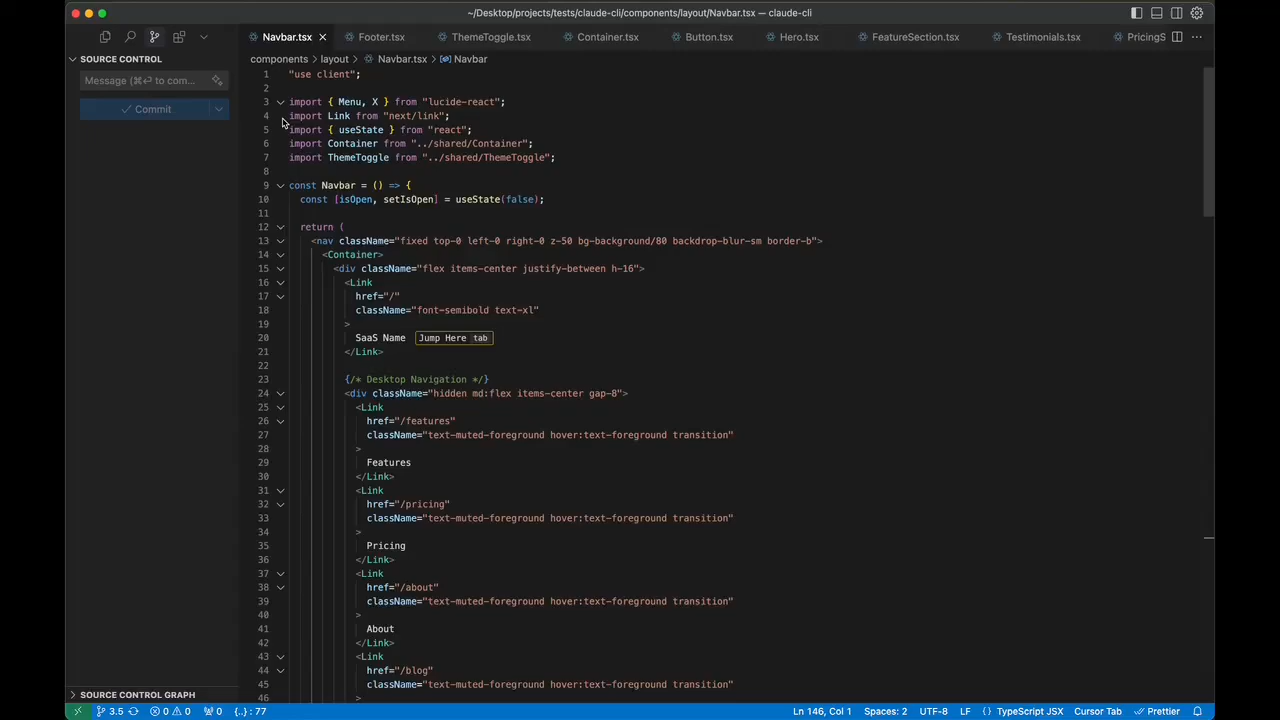 ~/Desktop/projects/tests/claude-cli/components/layout/Navbar.tsx — claude-cli
Navbar.tsx Footer.tsx ThemeToggle.tsx Container.tsx Button.tsx Hero.tsx FeatureSection.tsx Testimonials.tsx PricingS
SOURCE CONTROL
Message (⌘⏎ to com...
Commit
components > layout > Navbar.tsx > Navbar
1 "use client";
2
3 import { Menu, X } from "lucide-react";
4 import Link from "next/link";
5 import { useState } from "react";
6 import Container from "../shared/Container";
7 import ThemeToggle from "../shared/ThemeToggle";
8
9 const Navbar = () => {
10 const [isOpen, setIsOpen] = useState(false);
11
12 return (
13 <nav className="fixed top-0 left-0 right-0 z-50 bg-background/80 backdrop-blur-sm border-b">
14 <Container>
15 <div className="flex items-center justify-between h-16">
16 <Link
17 href="/"
18 className="font-semibold text-xl"
19 >
20 SaaS Name Jump Here tab
21 </Link>
22
23 {/* Desktop Navigation */}
24 <div className="hidden md:flex items-center gap-8">
25 <Link
26 href="/features"
27 className="text-muted-foreground hover:text-foreground transition"
28 >
29 Features
30 </Link>
31 <Link
32 href="/pricing"
33 className="text-muted-foreground hover:text-foreground transition"
34 >
35 Pricing
36 </Link>
37 <Link
38 href="/about"
39 className="text-muted-foreground hover:text-foreground transition"
40 >
41 About
42 </Link>
43 <Link
44 href="/blog"
45 className="text-muted-foreground hover:text-foreground transition"
46 >
SOURCE CONTROL GRAPH
3.5 0 0 0 {..} : 77 Ln 146, Col 1 Spaces: 2 UTF-8 LF {} TypeScript JSX Cursor Tab Prettier